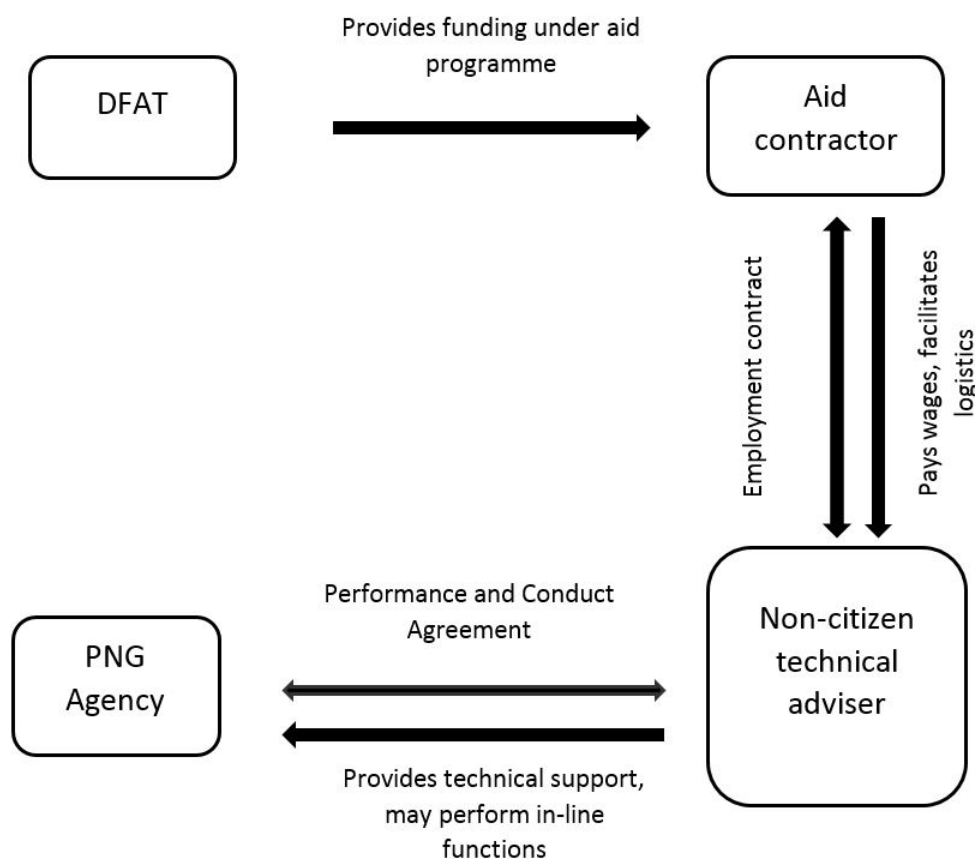 Provides funding under aid
programme
DFAT
Aid
contractor
Employment contract
Pays wages, facilitates
logistics
Performance and Conduct
Agreement
PNG
Agency
Non-citizen
technical
adviser
Provides technical support,
may perform in-line
functions